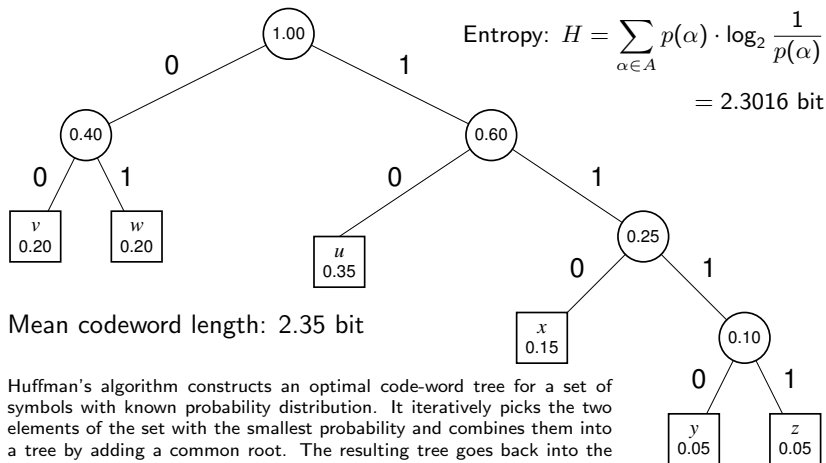 1.00
Entropy: H = ∑ α∈A p(α) · log₂ 1/p(α)
= 2.3016 bit
0 1
0.40 0.60
0 1 0 1
v 0.20
w 0.20
u 0.35
0.25
0 1
Mean codeword length: 2.35 bit
x 0.15
0.10
0 1
y 0.05
z 0.05
Huffman's algorithm constructs an optimal code-word tree for a set of
symbols with known probability distribution. It iteratively picks the two
elements of the set with the smallest probability and combines them into
a tree by adding a common root. The resulting tree goes back into the